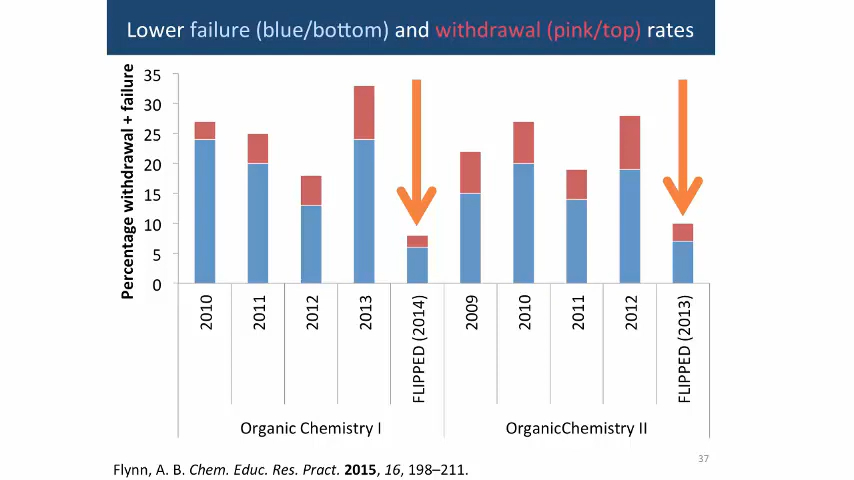 Lower failure (blue/bottom) and withdrawal (pink/top) rates
Percentage withdrawal + failure
35
30
25
20
15
10
5
0
2010
2011
2012
2013
FLIPPED (2014)
2009
2010
2011
2012
FLIPPED (2013)
Organic Chemistry I
OrganicChemistry II
37
Flynn, A. B. Chem. Educ. Res. Pract. 2015, 16, 198–211.